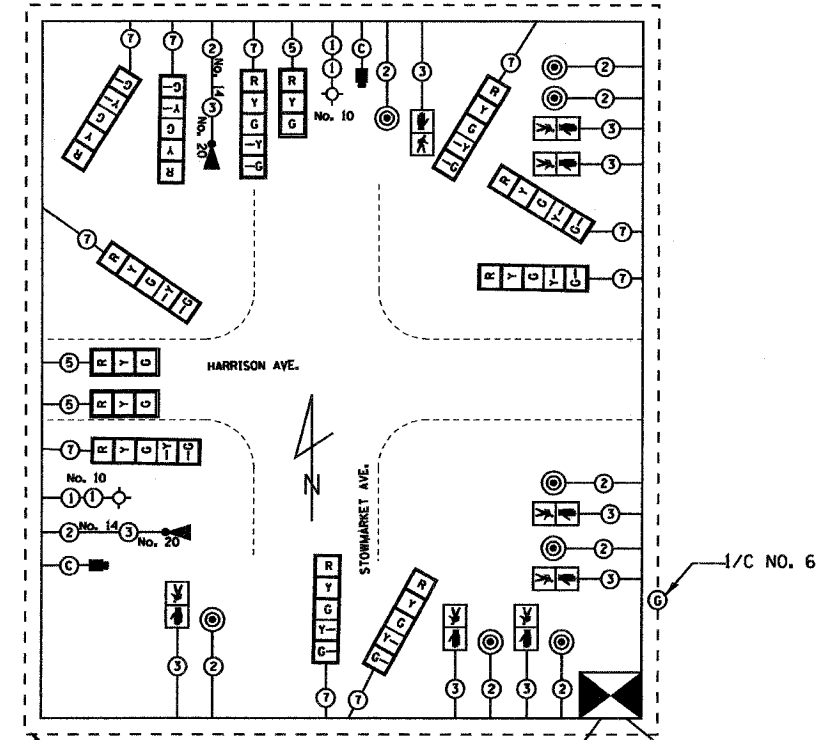 7 7 2 7 5 1 C 2 3 7
No. 14
1
3
No. 20
No. 10
G— Y— G Y R
G— Y— G Y R
R Y G —Y —G
R Y G
R Y G —Y —G
2
2
3
3
R Y G Y— G— 7
7 R Y G —Y —G
R Y G Y— G— 7
5 R Y G
HARRISON AVE.
5 R Y G
7 R Y G —Y —G
No. 10
1 1
2 No. 14 3 No. 20
C
N
STOWMARKET AVE.
2
3
2
3
1/C NO. 6
G
R Y G Y— G—
R Y G —Y —G
3 2 7 7 3 2 3 2